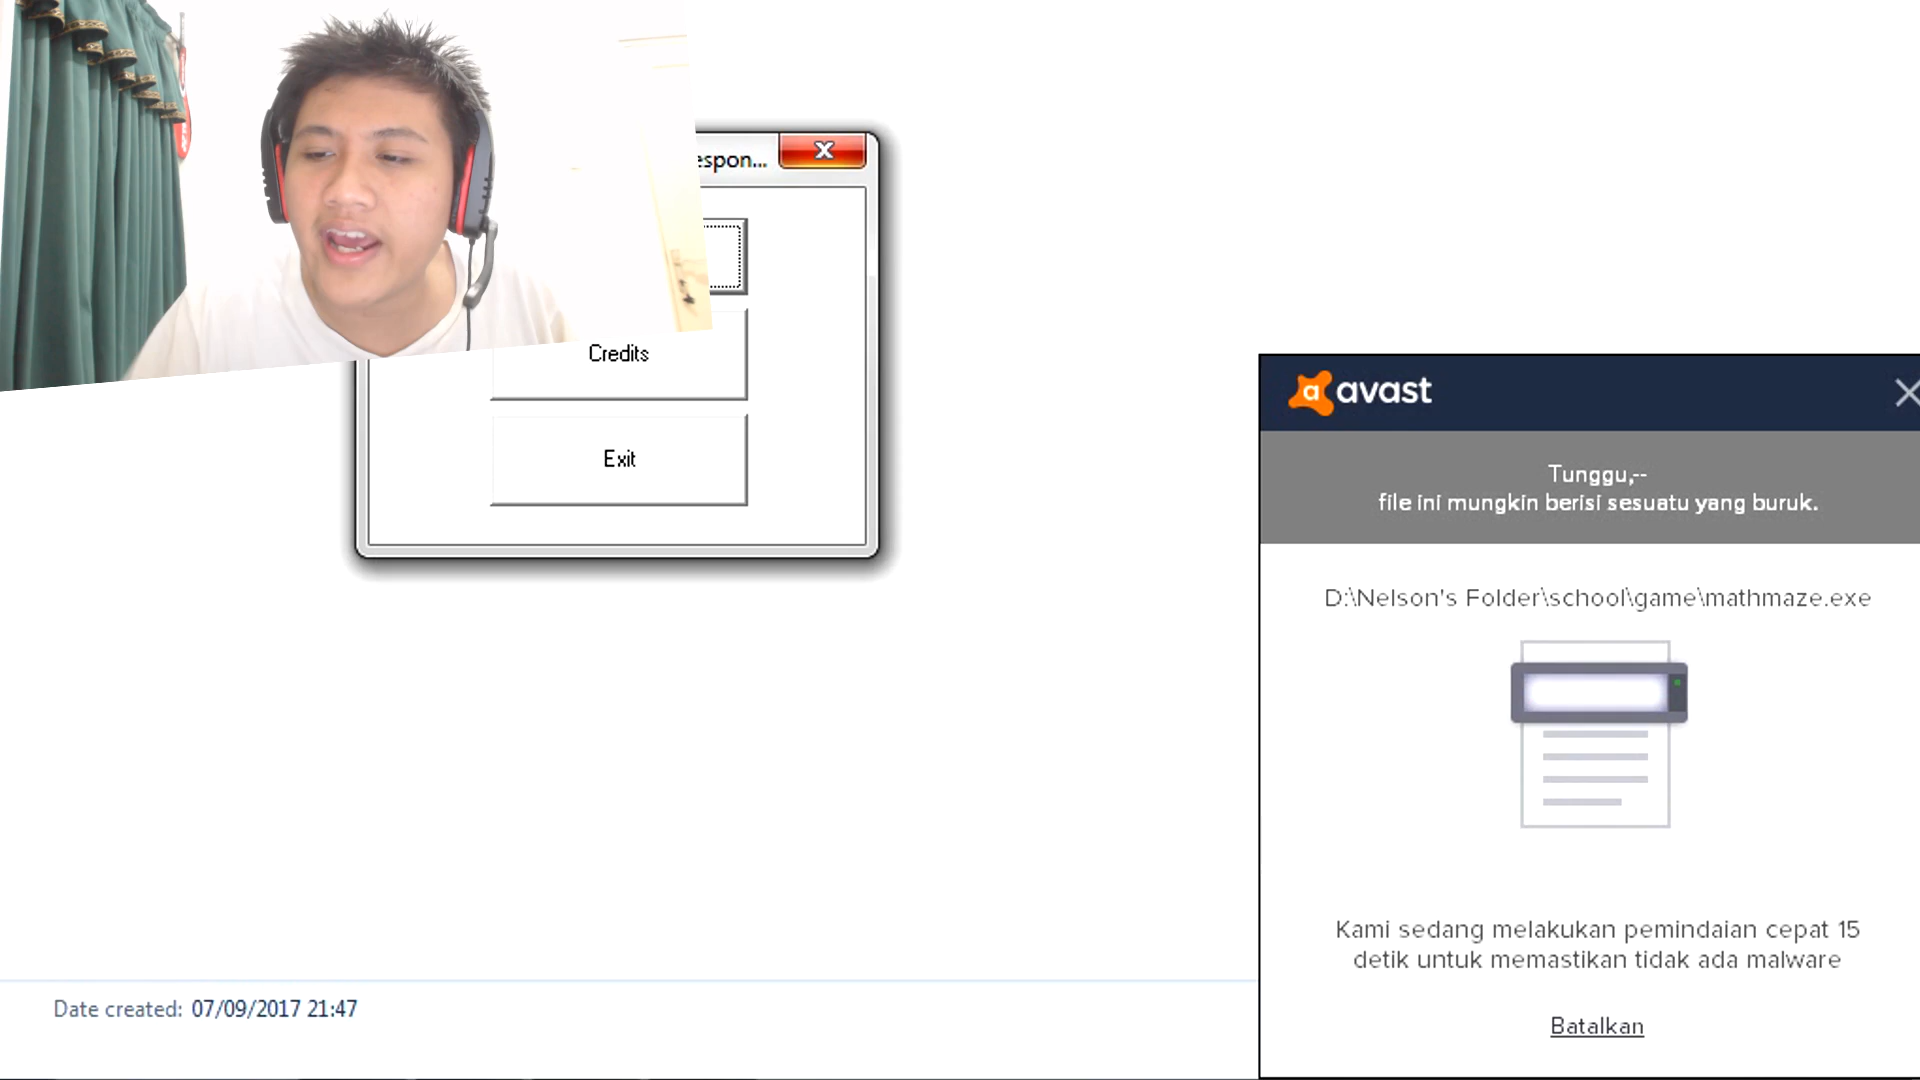 espon...
Credits
Exit
avast
Tunggu,--
file ini mungkin berisi sesuatu yang buruk.
D:\Nelson's Folder\school\game\mathmaze.exe
Kami sedang melakukan pemindaian cepat 15
detik untuk memastikan tidak ada malware
Batalkan
Date created: 07/09/2017 21:47